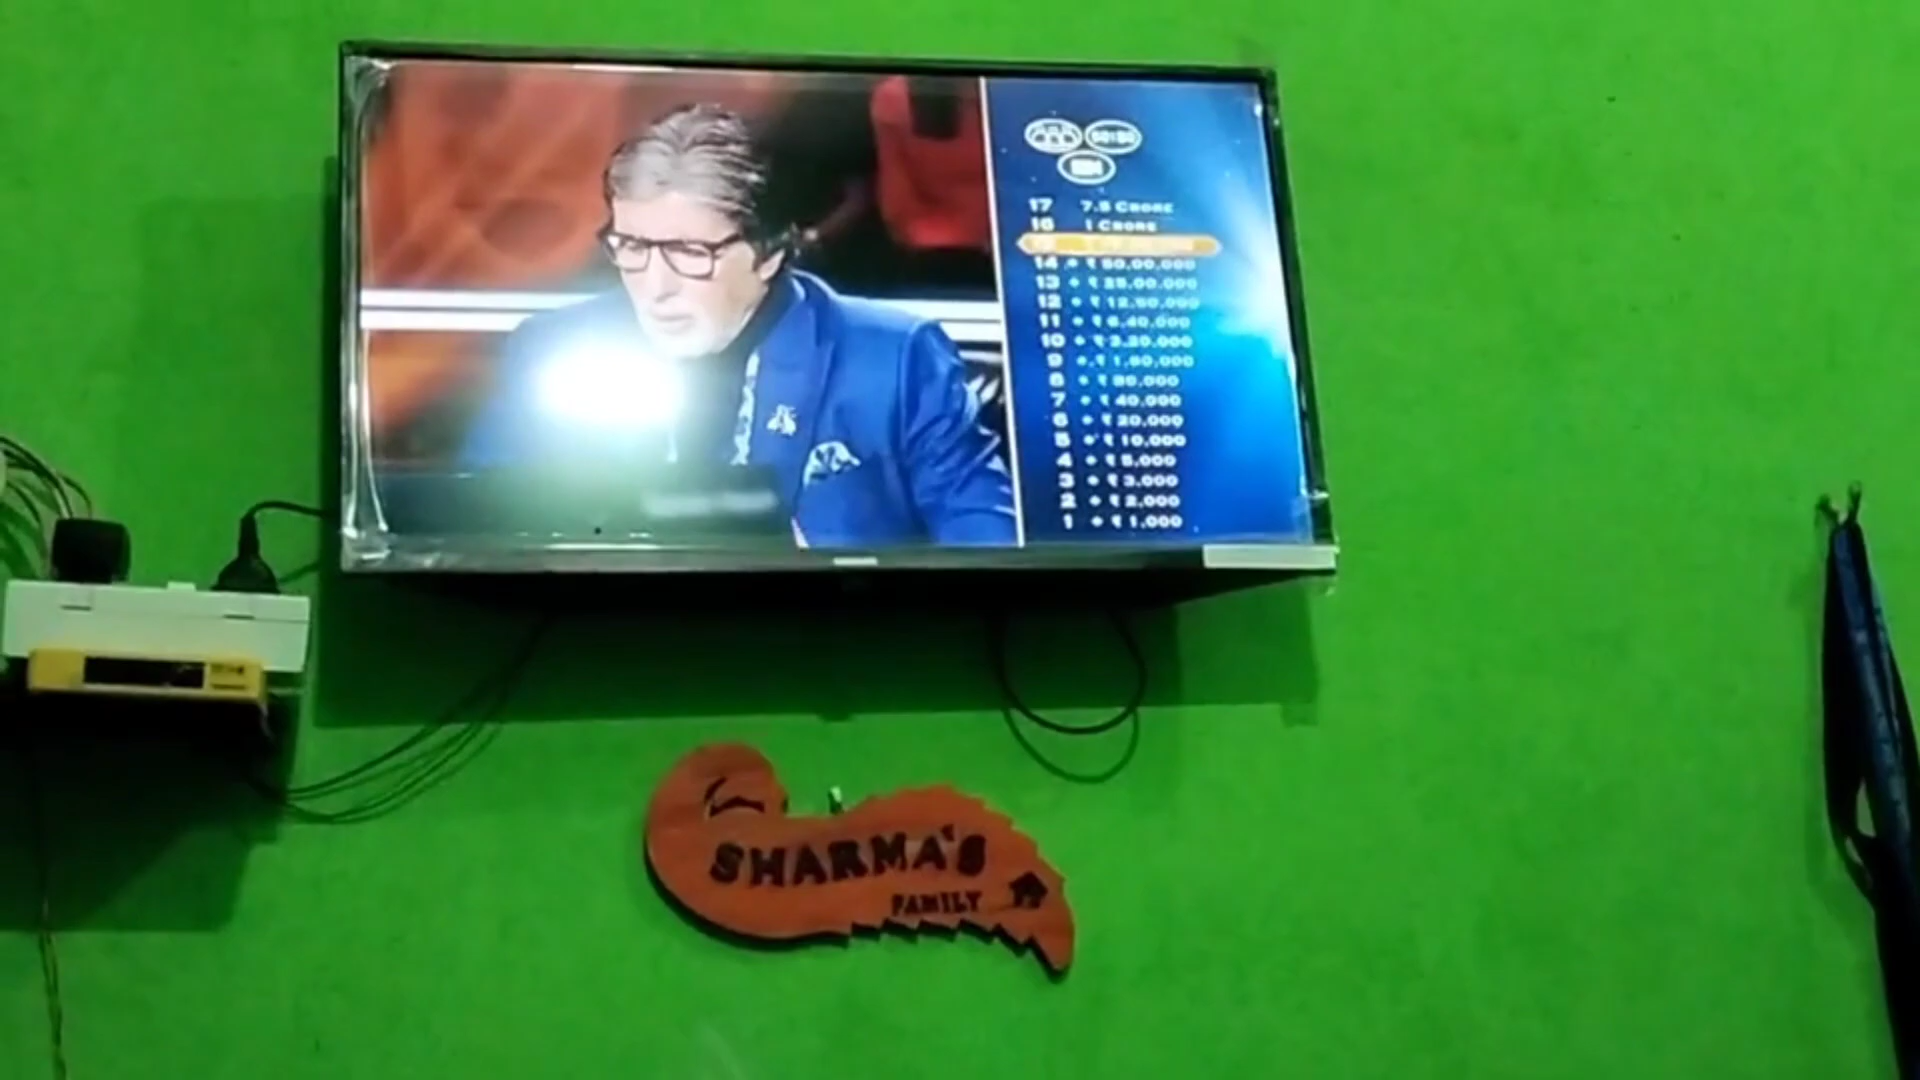 50:50
17 7.5 CRORE
16 1 CRORE
14 ₹ 50,00,000
13 ₹ 25,00,000
12 ₹ 12,50,000
11 ₹ 6,40,000
10 ₹ 3,20,000
9 ₹ 1,60,000
8 ₹ 80,000
7 ₹ 40,000
6 ₹ 20,000
5 ₹ 10,000
4 ₹ 5,000
3 ₹ 3,000
2 ₹ 2,000
1 ₹ 1,000
SHARMA'S
FAMILY